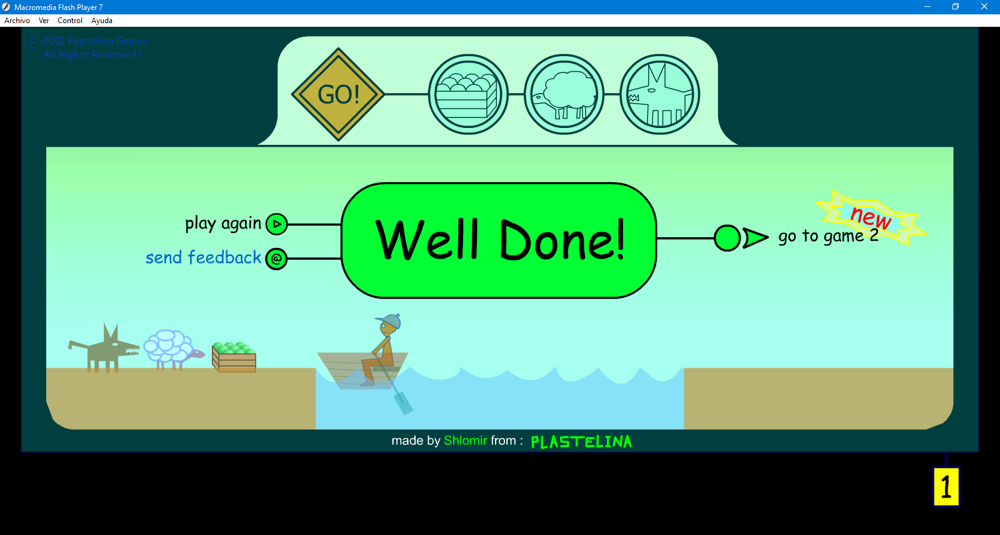 Macromedia Flash Player 7
Archivo Ver Control Ayuda
© 2001 Plastelina Games
All Rights Reserved !
GO!
play again
send feedback @
Well Done!
new
go to game 2
made by Shlomir from : PLASTELINA
1